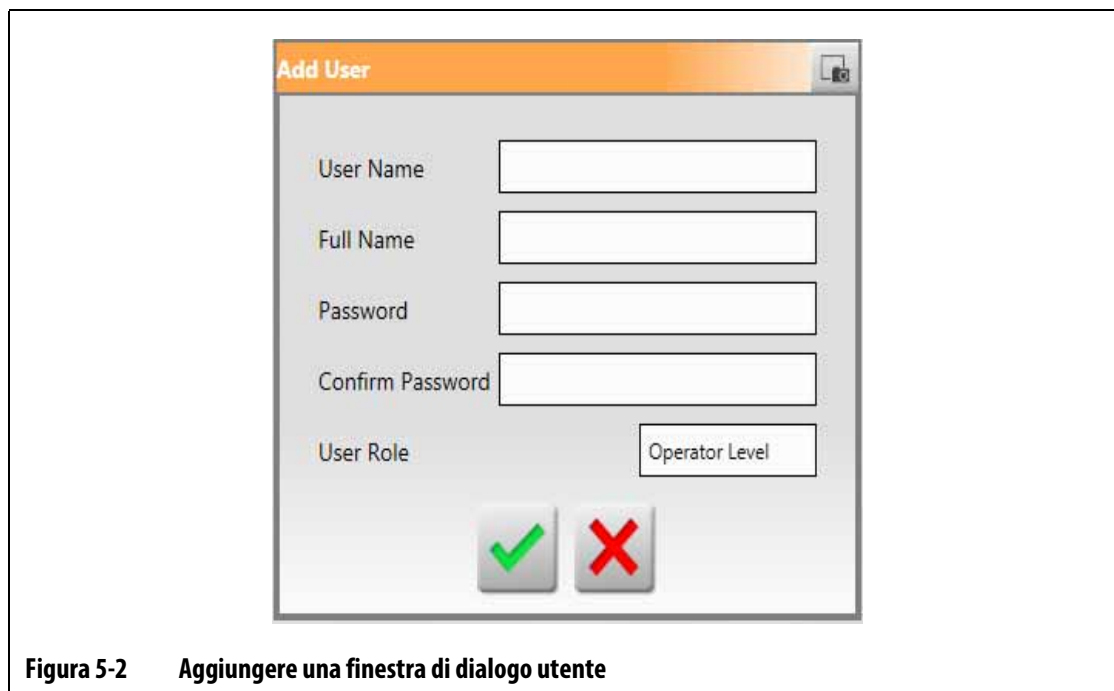 Add User
User Name
Full Name
Password
Confirm Password
User Role
Operator Level
Figura 5-2 Aggiungere una finestra di dialogo utente